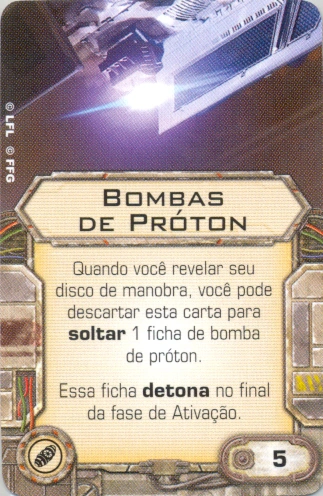 © LFL © FFG
BOMBAS
DE PRÓTON
Quando você revelar seu
disco de manobra, você pode
descartar esta carta para
soltar 1 ficha de bomba
de próton.
Essa ficha detona no final
da fase de Ativação.
5